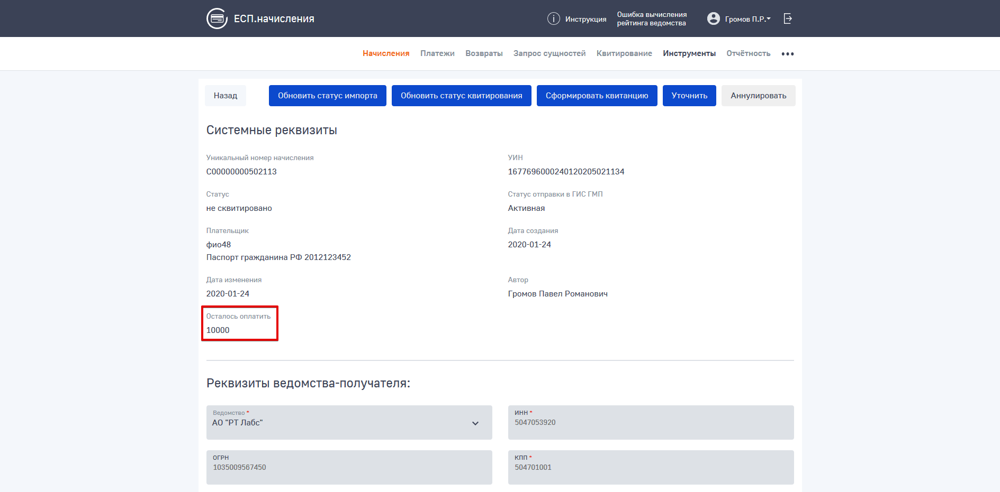 ЕСП.начисления
Инструкция
Ошибка вычисления
рейтинга ведомства
Громов П.Р.
Начисления Платежи Возвраты Запрос сущностей Квитирование Инструменты Отчётность
Назад Обновить статус импорта Обновить статус квитирования Сформировать квитанцию Уточнить Аннулировать
Системные реквизиты
Уникальный номер начисления
С00000000502113
УИН
1677696000240120205021134
Статус
не сквитировано
Статус отправки в ГИС ГМП
Активная
Плательщик
фио48
Паспорт гражданина РФ 2012123452
Дата создания
2020-01-24
Дата изменения
2020-01-24
Автор
Громов Павел Романович
Осталось оплатить
10000
Реквизиты ведомства-получателя:
Ведомство *
АО "РТ Лабс"
ИНН *
5047053920
ОГРН
1035009567450
КПП *
504701001